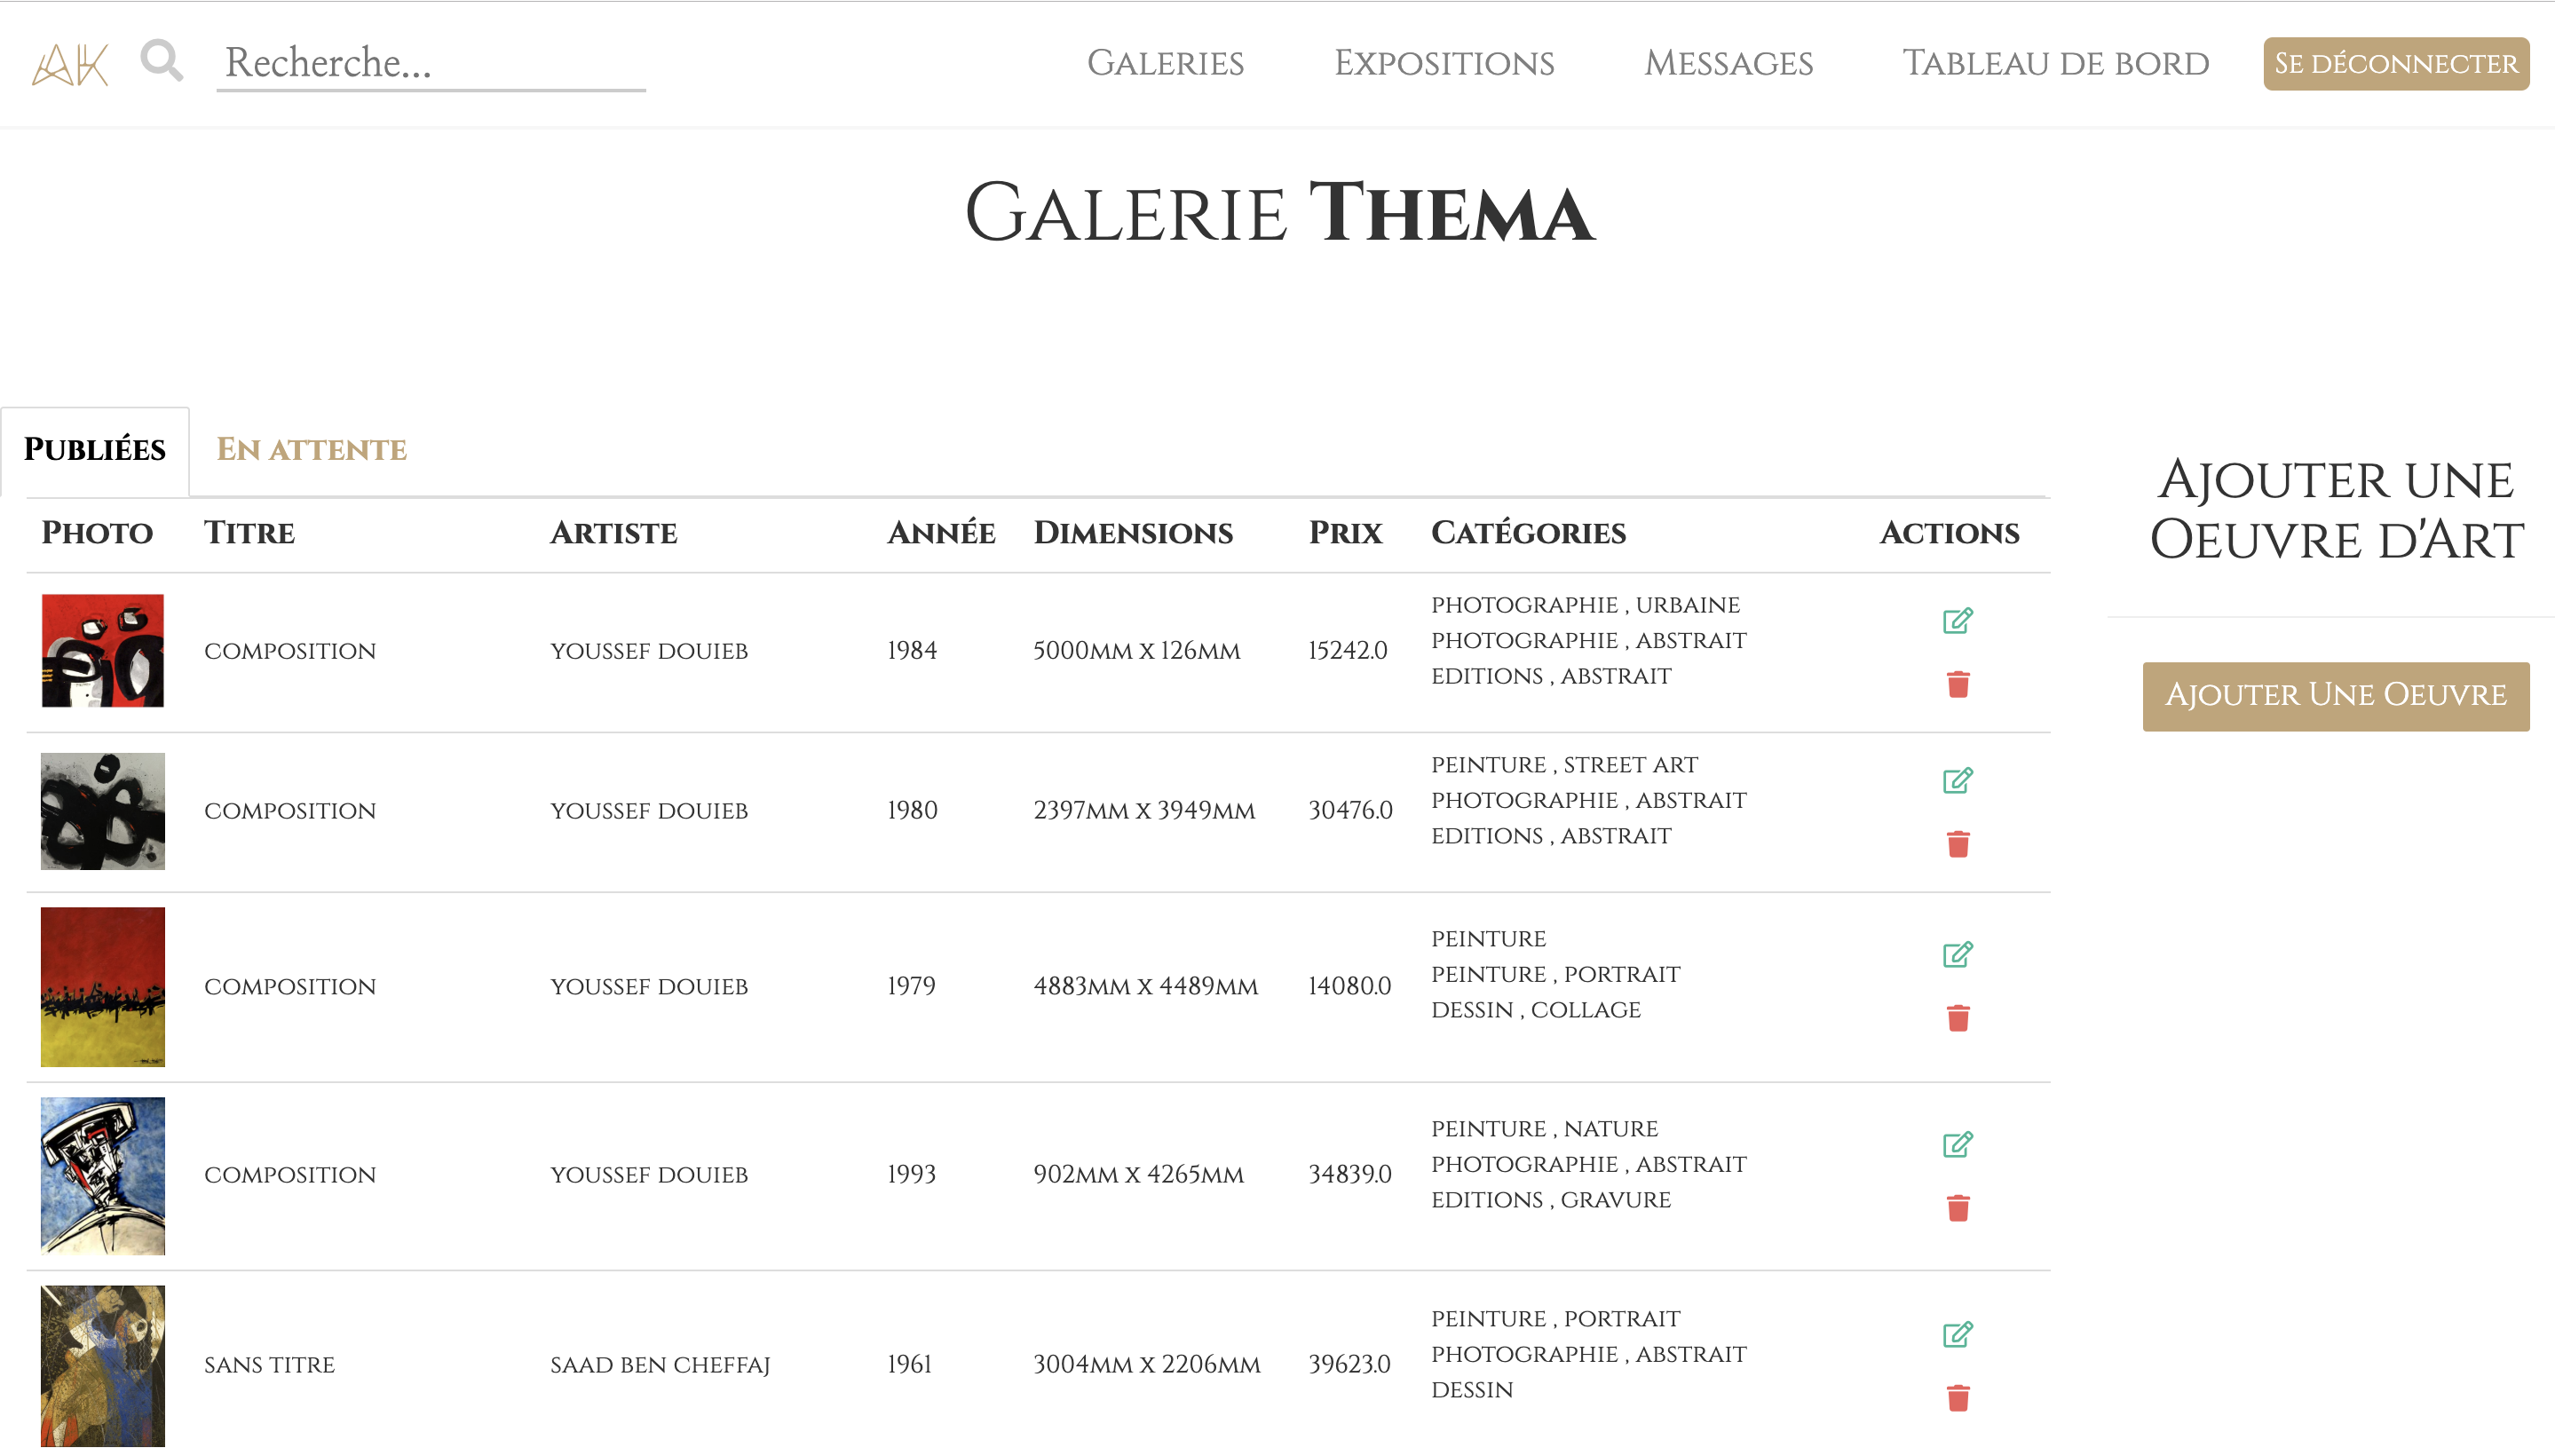 AK
Recherche...
Galeries
Expositions
Messages
Tableau de bord
Se déconnecter
Galerie Thema
Publiées
En attente
Photo Titre Artiste Année Dimensions Prix Catégories Actions
composition youssef douieb 1984 5000mm x 126mm 15242.0
photographie , urbaine
photographie , abstrait
editions , abstrait
composition youssef douieb 1980 2397mm x 3949mm 30476.0
peinture , street art
photographie , abstrait
editions , abstrait
composition youssef douieb 1979 4883mm x 4489mm 14080.0
peinture
peinture , portrait
dessin , collage
composition youssef douieb 1993 902mm x 4265mm 34839.0
peinture , nature
photographie , abstrait
editions , gravure
sans titre saad ben cheffaj 1961 3004mm x 2206mm 39623.0
peinture , portrait
photographie , abstrait
dessin
Ajouter une
Oeuvre d'Art
Ajouter Une Oeuvre